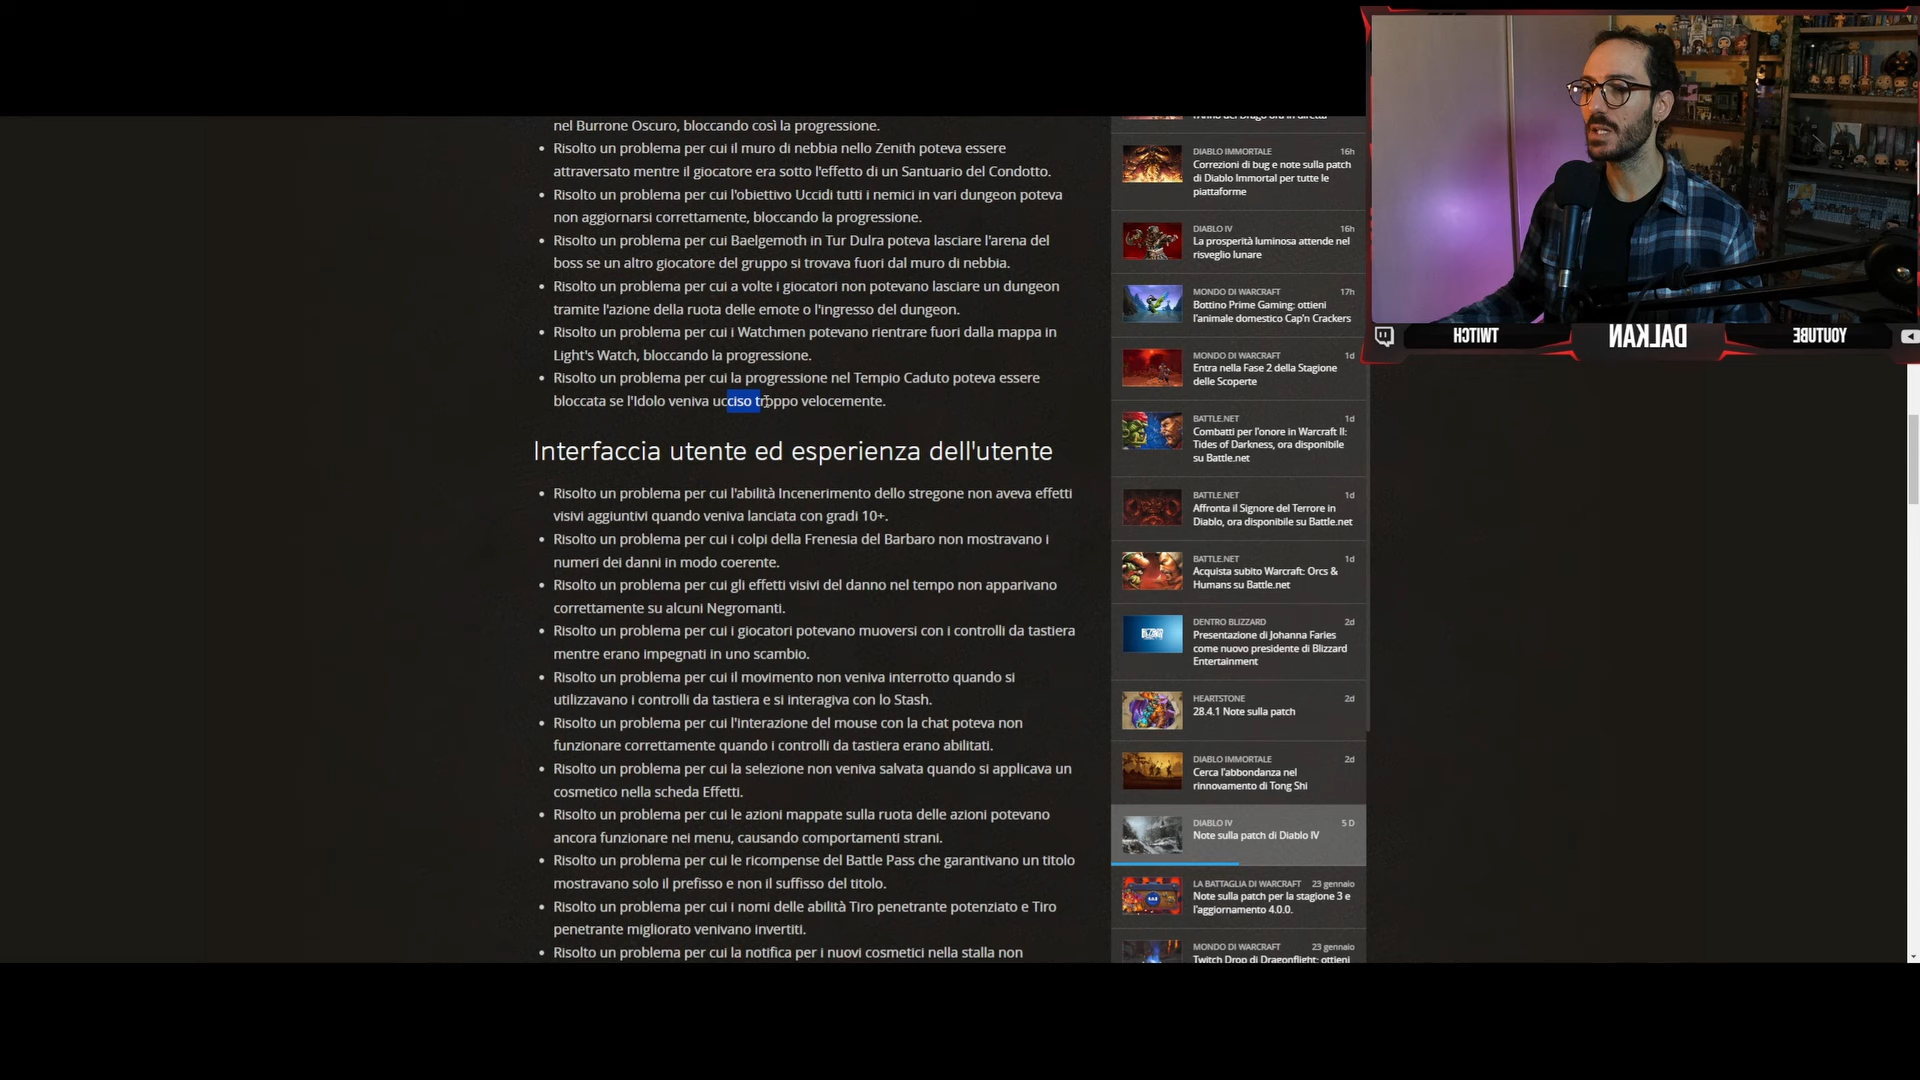 nel Burrone Oscuro, bloccando così la progressione.
Risolto un problema per cui il muro di nebbia nello Zenith poteva essere
attraversato mentre il giocatore era sotto l'effetto di un Santuario del Condotto.
Risolto un problema per cui l'obiettivo Uccidi tutti i nemici in vari dungeon poteva
non aggiornarsi correttamente, bloccando la progressione.
Risolto un problema per cui Baelgemoth in Tur Dulra poteva lasciare l'arena del
boss se un altro giocatore del gruppo si trovava fuori dal muro di nebbia.
Risolto un problema per cui a volte i giocatori non potevano lasciare un dungeon
tramite l'azione della ruota delle emote o l'ingresso del dungeon.
Risolto un problema per cui i Watchmen potevano rientrare fuori dalla mappa in
Light's Watch, bloccando la progressione.
Risolto un problema per cui la progressione nel Tempio Caduto poteva essere
bloccata se l'Idolo veniva ucciso troppo velocemente.
Interfaccia utente ed esperienza dell'utente
Risolto un problema per cui l'abilità Incenerimento dello stregone non aveva effetti
visivi aggiuntivi quando veniva lanciata con gradi 10+.
Risolto un problema per cui i colpi della Frenesia del Barbaro non mostravano i
numeri dei danni in modo coerente.
Risolto un problema per cui gli effetti visivi del danno nel tempo non apparivano
correttamente su alcuni Negromanti.
Risolto un problema per cui i giocatori potevano muoversi con i controlli da tastiera
mentre erano impegnati in uno scambio.
Risolto un problema per cui il movimento non veniva interrotto quando si
utilizzavano i controlli da tastiera e si interagiva con lo Stash.
Risolto un problema per cui l'interazione del mouse con la chat poteva non
funzionare correttamente quando i controlli da tastiera erano abilitati.
Risolto un problema per cui la selezione non veniva salvata quando si applicava un
cosmetico nella scheda Effetti.
Risolto un problema per cui le azioni mappate sulla ruota delle azioni potevano
ancora funzionare nei menu, causando comportamenti strani.
Risolto un problema per cui le ricompense del Battle Pass che garantivano un titolo
mostravano solo il prefisso e non il suffisso del titolo.
Risolto un problema per cui i nomi delle abilità Tiro penetrante potenziato e Tiro
penetrante migliorato venivano invertiti.
Risolto un problema per cui la notifica per i nuovi cosmetici nella stalla non
l'Anno del Drago ora in diretta
DIABLO IMMORTALE 16h
Correzioni di bug e note sulla patch
di Diablo Immortal per tutte le
piattaforme
DIABLO IV 16h
La prosperità luminosa attende nel
risveglio lunare
MONDO DI WARCRAFT 17h
Bottino Prime Gaming: ottieni
l'animale domestico Cap'n Crackers
MONDO DI WARCRAFT 1d
Entra nella Fase 2 della Stagione
delle Scoperte
BATTLE.NET 1d
Combatti per l'onore in Warcraft II:
Tides of Darkness, ora disponibile
su Battle.net
BATTLE.NET 1d
Affronta il Signore del Terrore in
Diablo, ora disponibile su Battle.net
BATTLE.NET 1d
Acquista subito Warcraft: Orcs &
Humans su Battle.net
DENTRO BLIZZARD 2d
Presentazione di Johanna Faries
come nuovo presidente di Blizzard
Entertainment
HEARTSTONE 2d
28.4.1 Note sulla patch
DIABLO IMMORTALE 2d
Cerca l'abbondanza nel
rinnovamento di Tong Shi
DIABLO IV 5 D
Note sulla patch di Diablo IV
LA BATTAGLIA DI WARCRAFT 23 gennaio
Note sulla patch per la stagione 3 e
l'aggiornamento 4.0.0.
MONDO DI WARCRAFT 23 gennaio
Twitch Drop di Dragonflight: ottieni
TWITCH
DALKAN
YOUTUBE